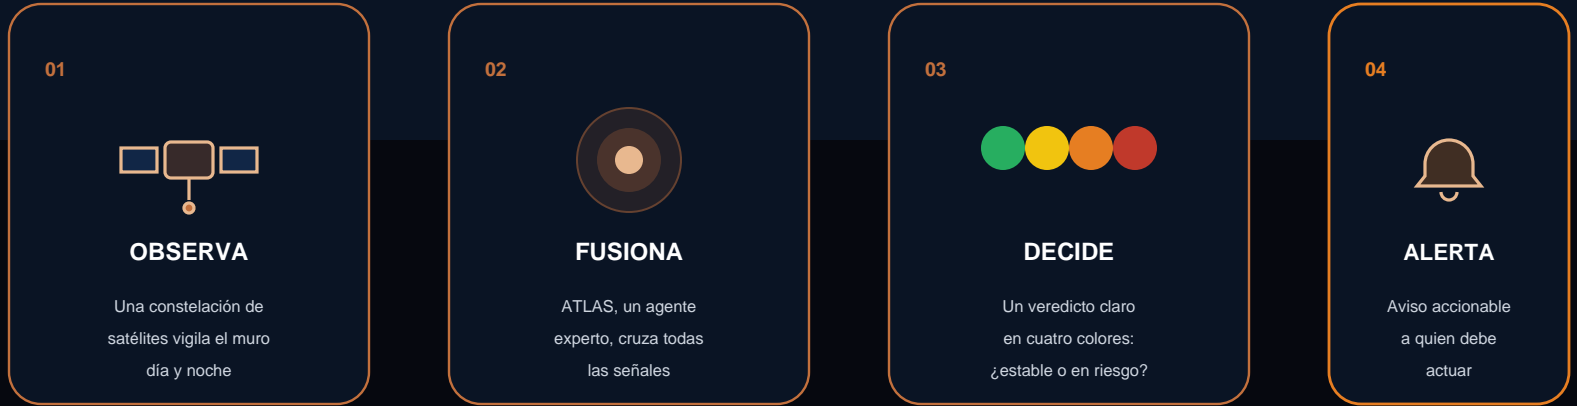 01
OBSERVA
Una constelación de
satélites vigila el muro
día y noche
02
FUSIONA
ATLAS, un agente
experto, cruza todas
las señales
03
DECIDE
Un veredicto claro
en cuatro colores:
¿estable o en riesgo?
04
ALERTA
Aviso accionable
a quien debe
actuar